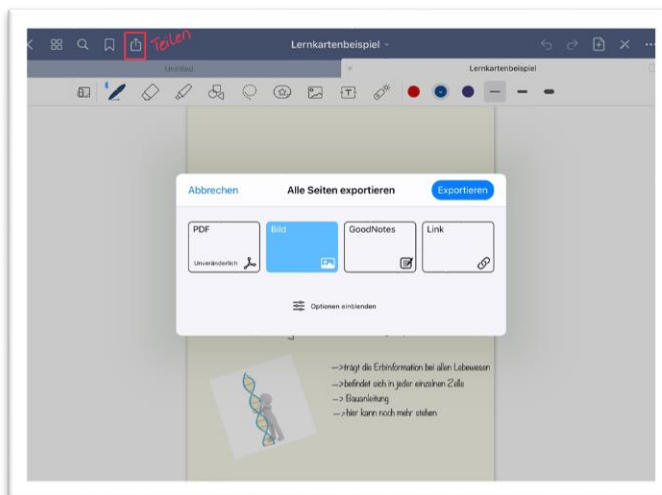 Teilen
Lernkartenbeispiel
Untitled
Lernkartenbeispiel
Abbrechen
Alle Seiten exportieren
Exportieren
PDF
Unveränderlich
Bild
GoodNotes
Link
Optionen einblenden
—>trägt die Erbinformation bei allen Lebewesen
—>befindet sich in jeder einzelnen Zelle
—> Bauanleitung
—>hier kann noch mehr stehen